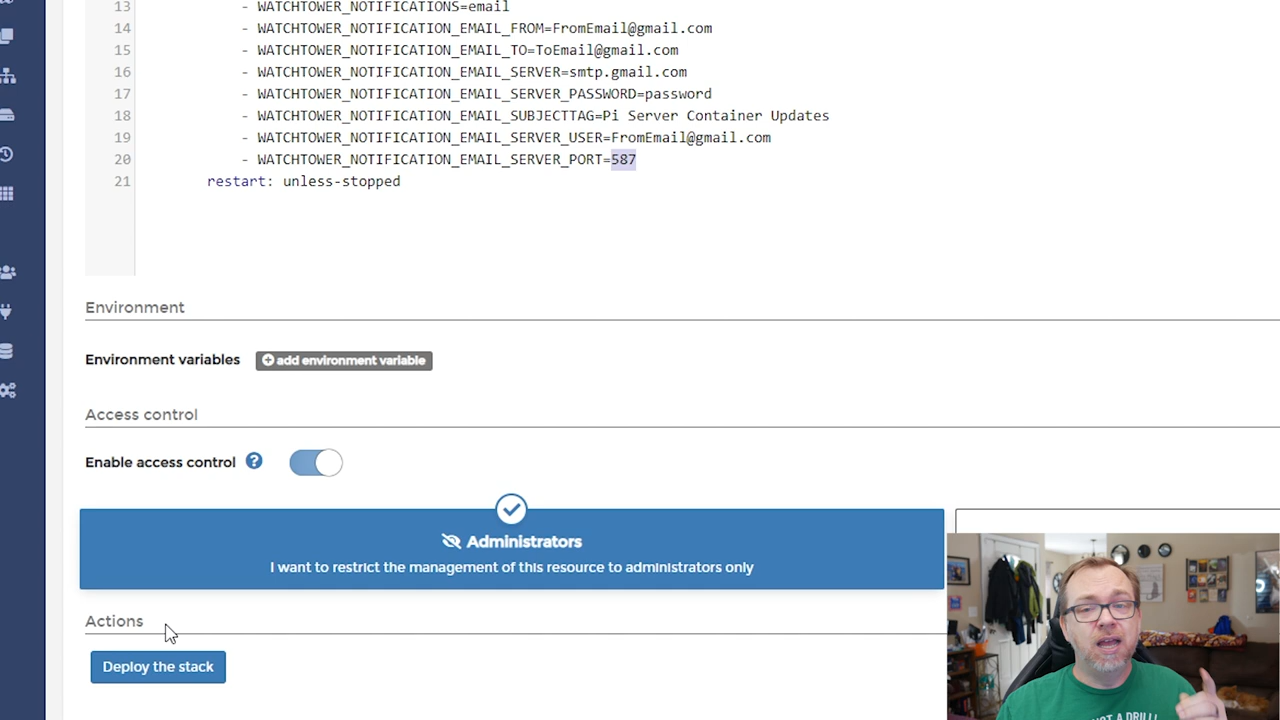 13 - WATCHTOWER_NOTIFICATIONS=email
14 - WATCHTOWER_NOTIFICATION_EMAIL_FROM=FromEmail@gmail.com
15 - WATCHTOWER_NOTIFICATION_EMAIL_TO=ToEmail@gmail.com
16 - WATCHTOWER_NOTIFICATION_EMAIL_SERVER=smtp.gmail.com
17 - WATCHTOWER_NOTIFICATION_EMAIL_SERVER_PASSWORD=password
18 - WATCHTOWER_NOTIFICATION_EMAIL_SUBJECTTAG=Pi Server Container Updates
19 - WATCHTOWER_NOTIFICATION_EMAIL_SERVER_USER=FromEmail@gmail.com
20 - WATCHTOWER_NOTIFICATION_EMAIL_SERVER_PORT=587
21 restart: unless-stopped
Environment
Environment variables add environment variable
Access control
Enable access control ?
Administrators
I want to restrict the management of this resource to administrators only
Actions
Deploy the stack
NOT A DRILL